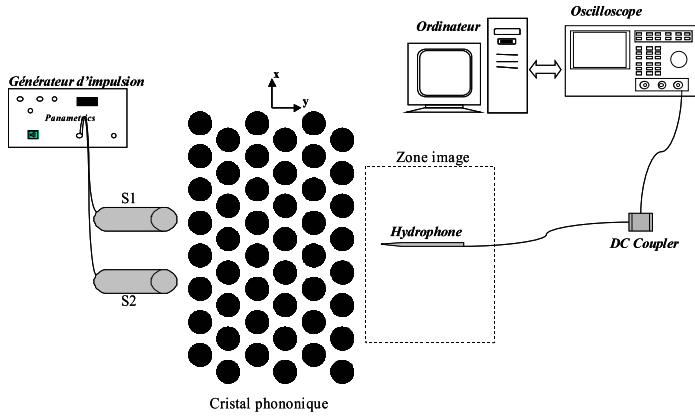 Oscilloscope
Ordinateur
Générateur d'impulsion
Panametrics
x
y
Zone image
S1
Hydrophone
DC Coupler
S2
Cristal phononique